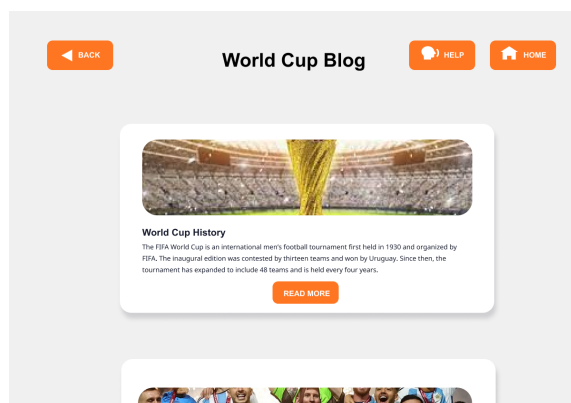 BACK
World Cup Blog
HELP
HOME
World Cup History
The FIFA World Cup is an international men's football tournament first held in 1930 and organized by
FIFA. The inaugural edition was contested by thirteen teams and won by Uruguay. Since then, the
tournament has expanded to include 48 teams and is held every four years.
READ MORE